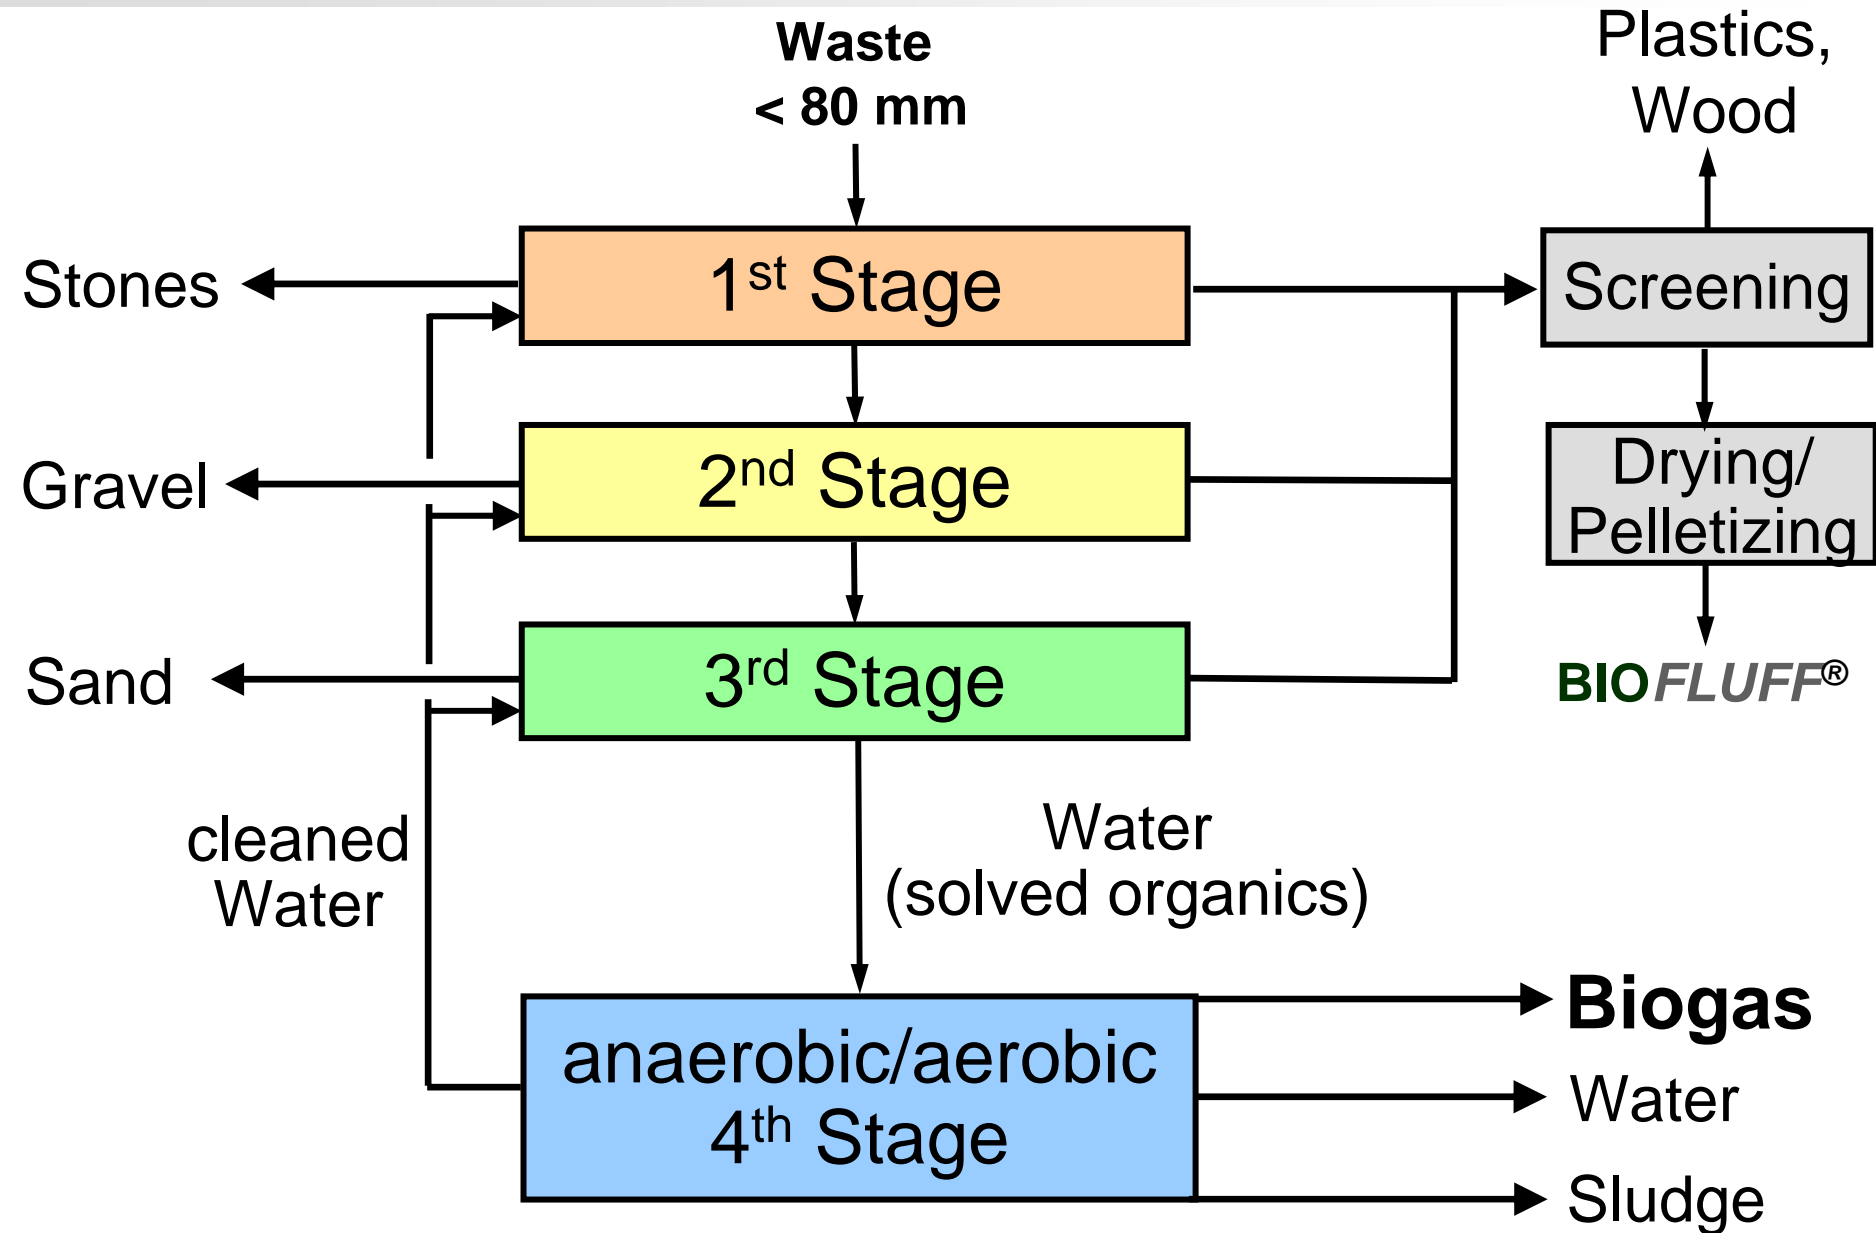 Waste
< 80 mm
Plastics,
Wood
Stones
1st Stage
Screening
Gravel
2nd Stage
Drying/
Pelletizing
Sand
3rd Stage
BIOFLUFF®
cleaned
Water
Water
(solved organics)
anaerobic/aerobic
4th Stage
Biogas
Water
Sludge